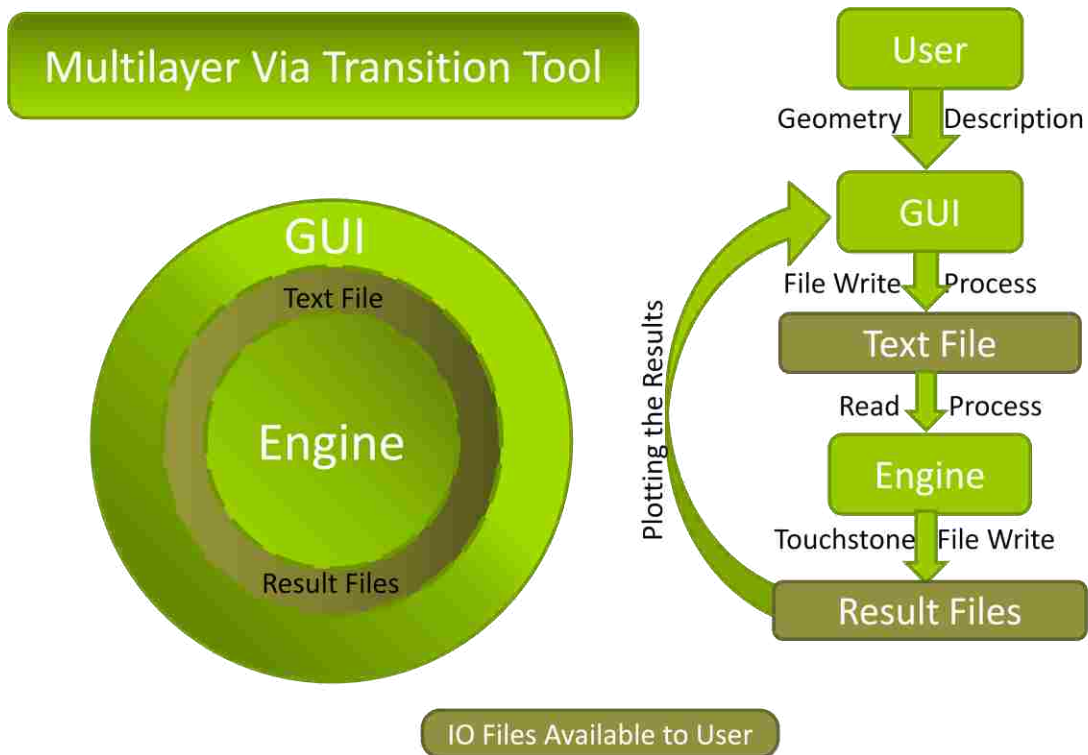 Multilayer Via Transition Tool
GUI
Text File
Engine
Result Files
User
Geometry Description
GUI
File Write Process
Text File
Read Process
Engine
Touchstone File Write
Result Files
Plotting the Results
IO Files Available to User